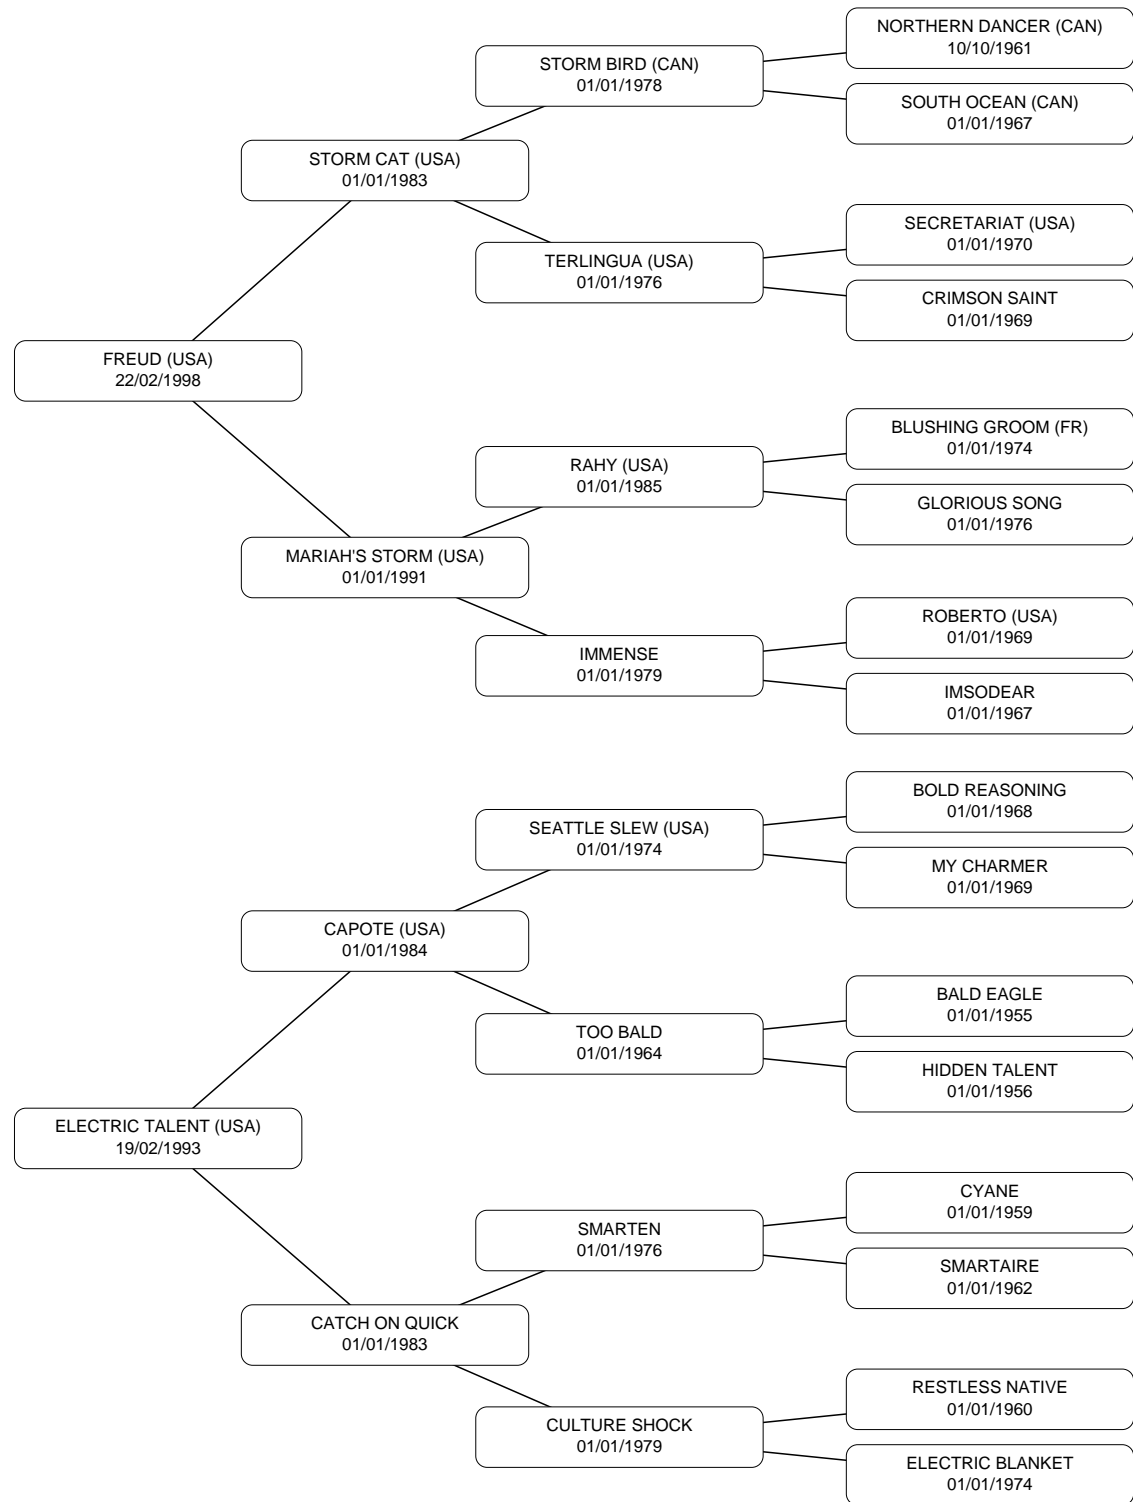 NORTHERN DANCER (CAN)
10/10/1961
STORM BIRD (CAN)
01/01/1978
SOUTH OCEAN (CAN)
01/01/1967
STORM CAT (USA)
01/01/1983
SECRETARIAT (USA)
01/01/1970
TERLINGUA (USA)
01/01/1976
CRIMSON SAINT
01/01/1969
FREUD (USA)
22/02/1998
BLUSHING GROOM (FR)
01/01/1974
RAHY (USA)
01/01/1985
GLORIOUS SONG
01/01/1976
MARIAH'S STORM (USA)
01/01/1991
ROBERTO (USA)
01/01/1969
IMMENSE
01/01/1979
IMSODEAR
01/01/1967
BOLD REASONING
01/01/1968
SEATTLE SLEW (USA)
01/01/1974
MY CHARMER
01/01/1969
CAPOTE (USA)
01/01/1984
BALD EAGLE
01/01/1955
TOO BALD
01/01/1964
HIDDEN TALENT
01/01/1956
ELECTRIC TALENT (USA)
19/02/1993
CYANE
01/01/1959
SMARTEN
01/01/1976
SMARTAIRE
01/01/1962
CATCH ON QUICK
01/01/1983
RESTLESS NATIVE
01/01/1960
CULTURE SHOCK
01/01/1979
ELECTRIC BLANKET
01/01/1974